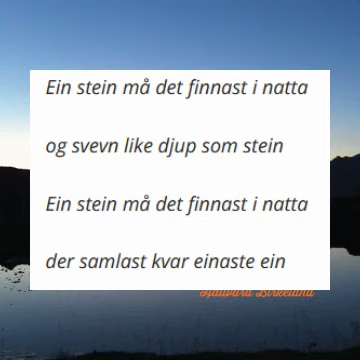 Ein stein må det finnast i natta
og svevn like djup som stein
Ein stein må det finnast i natta
der samlast kvar einaste ein